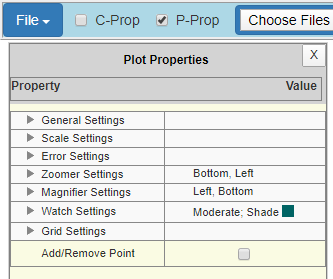 File C-Prop P-Prop Choose Files
Plot Properties X
Property Value
General Settings
Scale Settings
Error Settings
Zoomer Settings Bottom, Left
Magnifier Settings Left, Bottom
Watch Settings Moderate; Shade
Grid Settings
Add/Remove Point